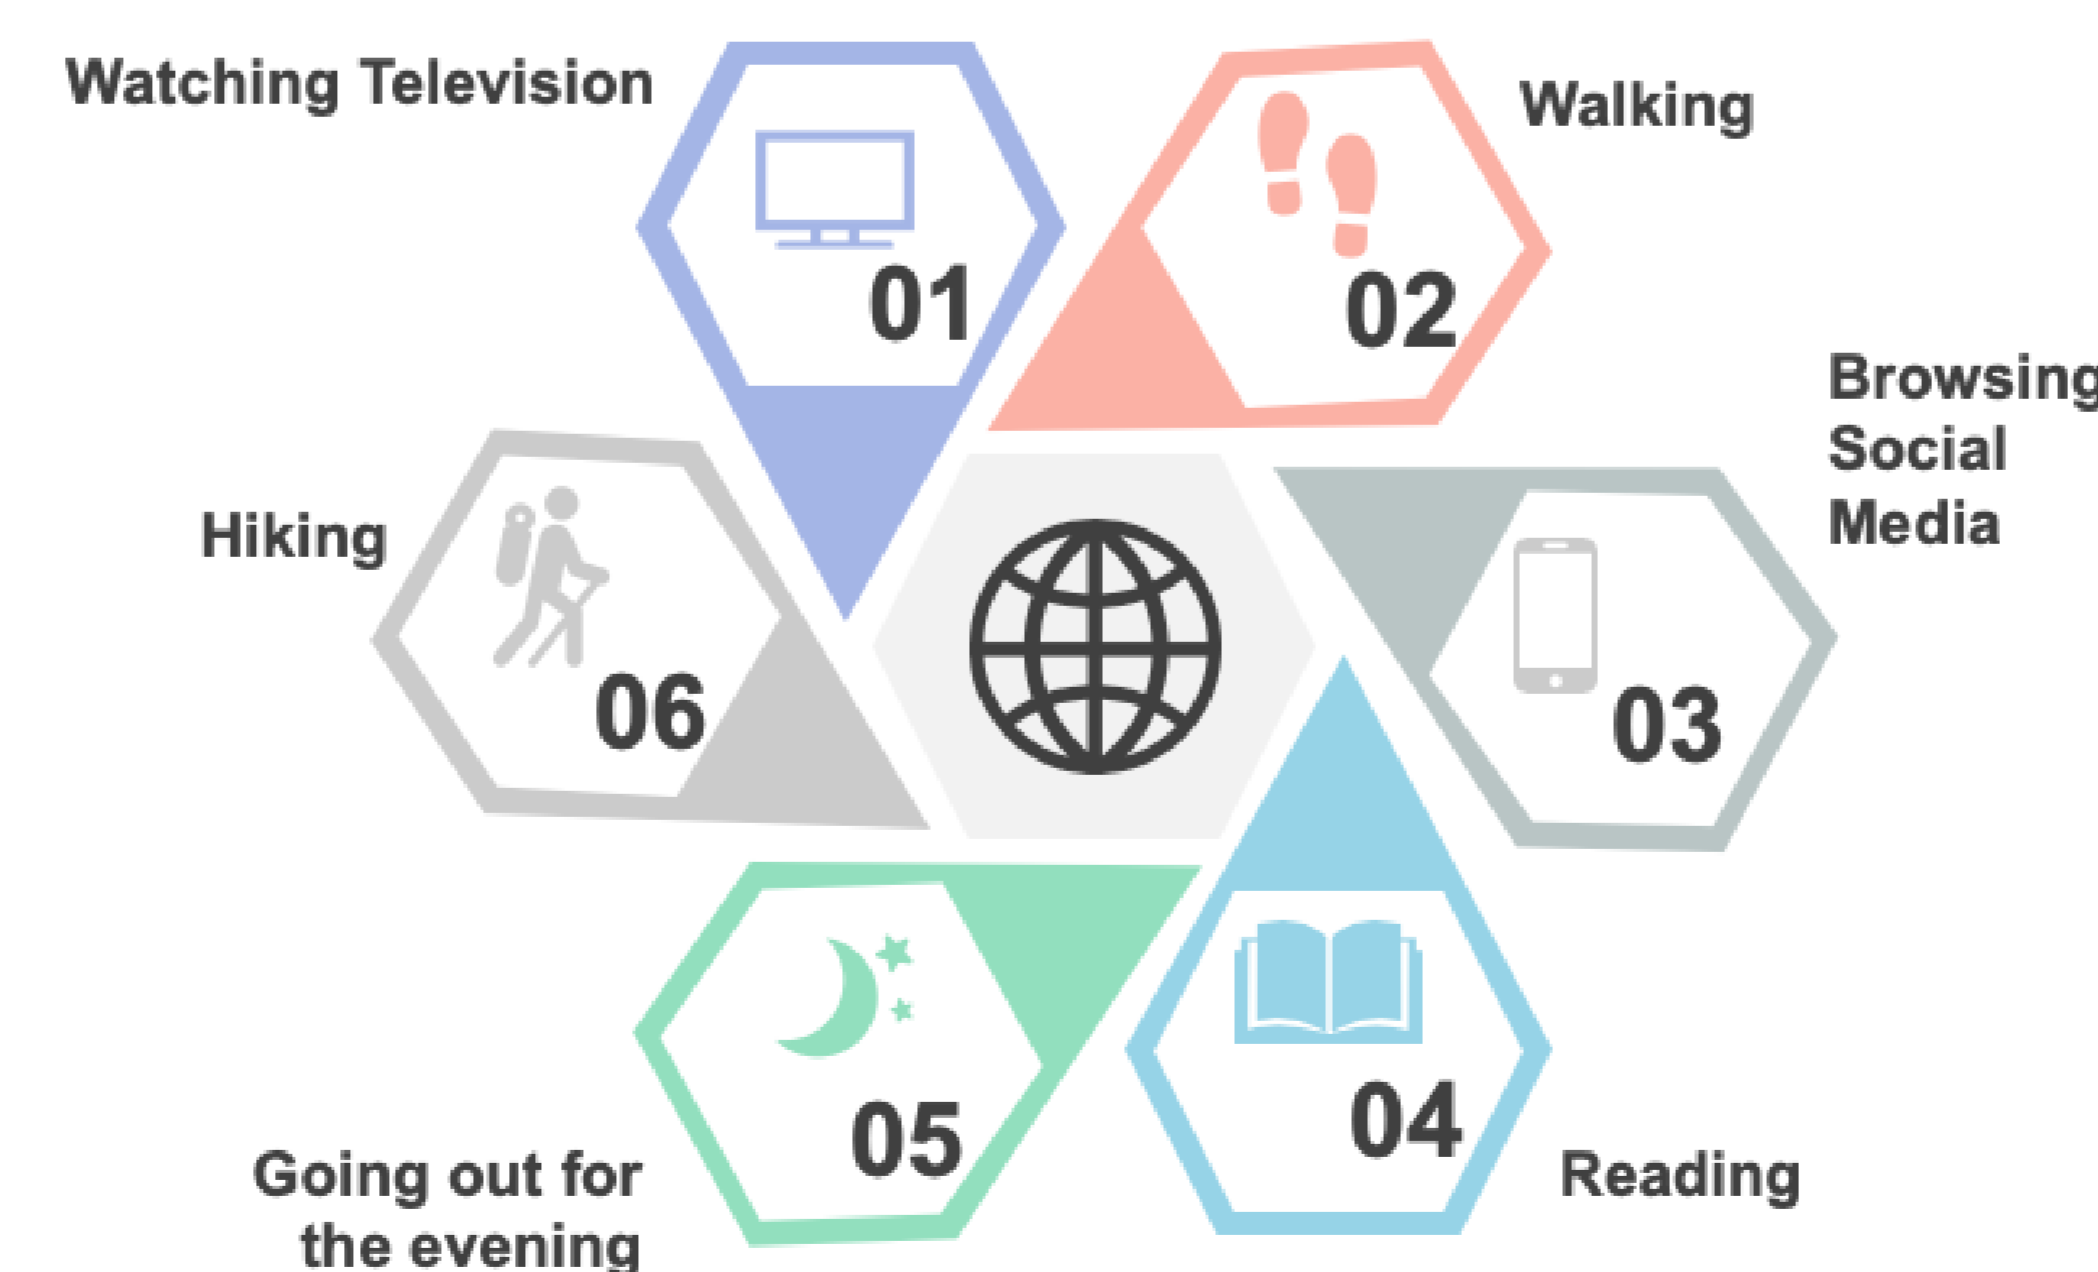 Watching Television
01
Walking
02
Browsing
Social
Media
03
Hiking
06
Going out for
the evening
05
Reading
04